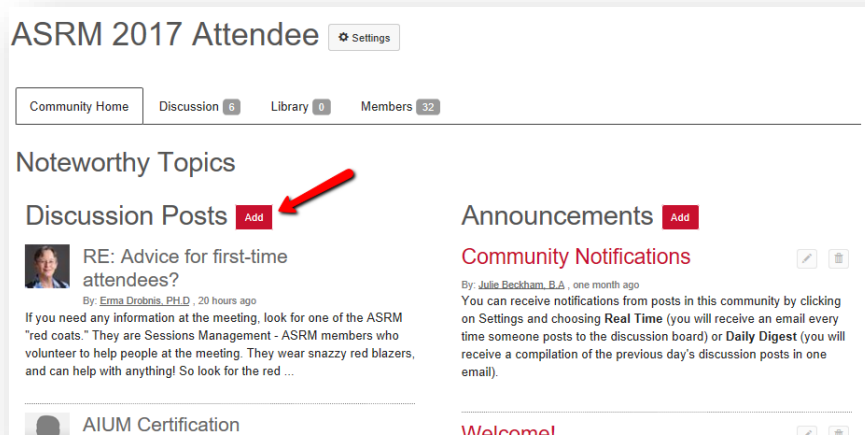 ASRM 2017 Attendee Settings
Community Home Discussion 6 Library 0 Members 32
Noteworthy Topics
Discussion Posts Add
RE: Advice for first-time
attendees?
By: Erma Drobnis, PH.D , 20 hours ago
If you need any information at the meeting, look for one of the ASRM
"red coats." They are Sessions Management - ASRM members who
volunteer to help people at the meeting. They wear snazzy red blazers,
and can help with anything! So look for the red ...
AIUM Certification
Announcements Add
Community Notifications
By: Julie Beckham, B.A , one month ago
You can receive notifications from posts in this community by clicking
on Settings and choosing Real Time (you will receive an email every
time someone posts to the discussion board) or Daily Digest (you will
receive a compilation of the previous day's discussion posts in one
email).
Welcome!